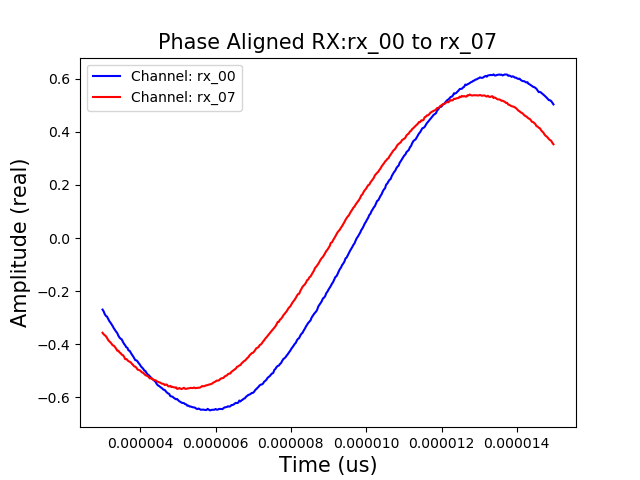 Phase Aligned RX:rx_00 to rx_07
Channel: rx_00
Channel: rx_07
Amplitude (real)
0.6
0.4
0.2
0.0
−0.2
−0.4
−0.6
0.000004 0.000006 0.000008 0.000010 0.000012 0.000014
Time (us)